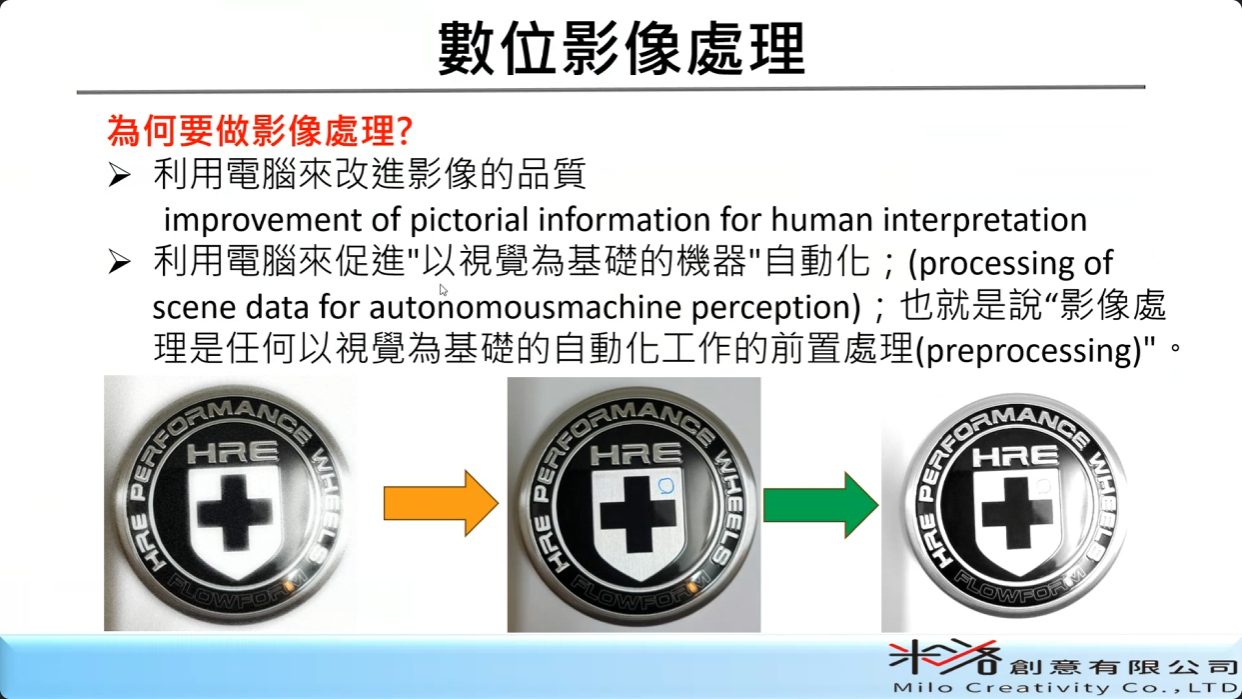 數位影像處理
為何要做影像處理?
➢ 利用電腦來改進影像的品質
improvement of pictorial information for human interpretation
➢ 利用電腦來促進"以視覺為基礎的機器"自動化；(processing of
scene data for autonomousmachine perception)；也就是說“影像處
理是任何以視覺為基礎的自動化工作的前置處理(preprocessing)"。
HRE PERFORMANCE WHEELS
HRE
FLOWFORM
HRE PERFORMANCE WHEELS
HRE
FLOWFORM
HRE PERFORMANCE WHEELS
HRE
FLOWFORM
米洛創意有限公司
Milo Creativity Co.,LTD